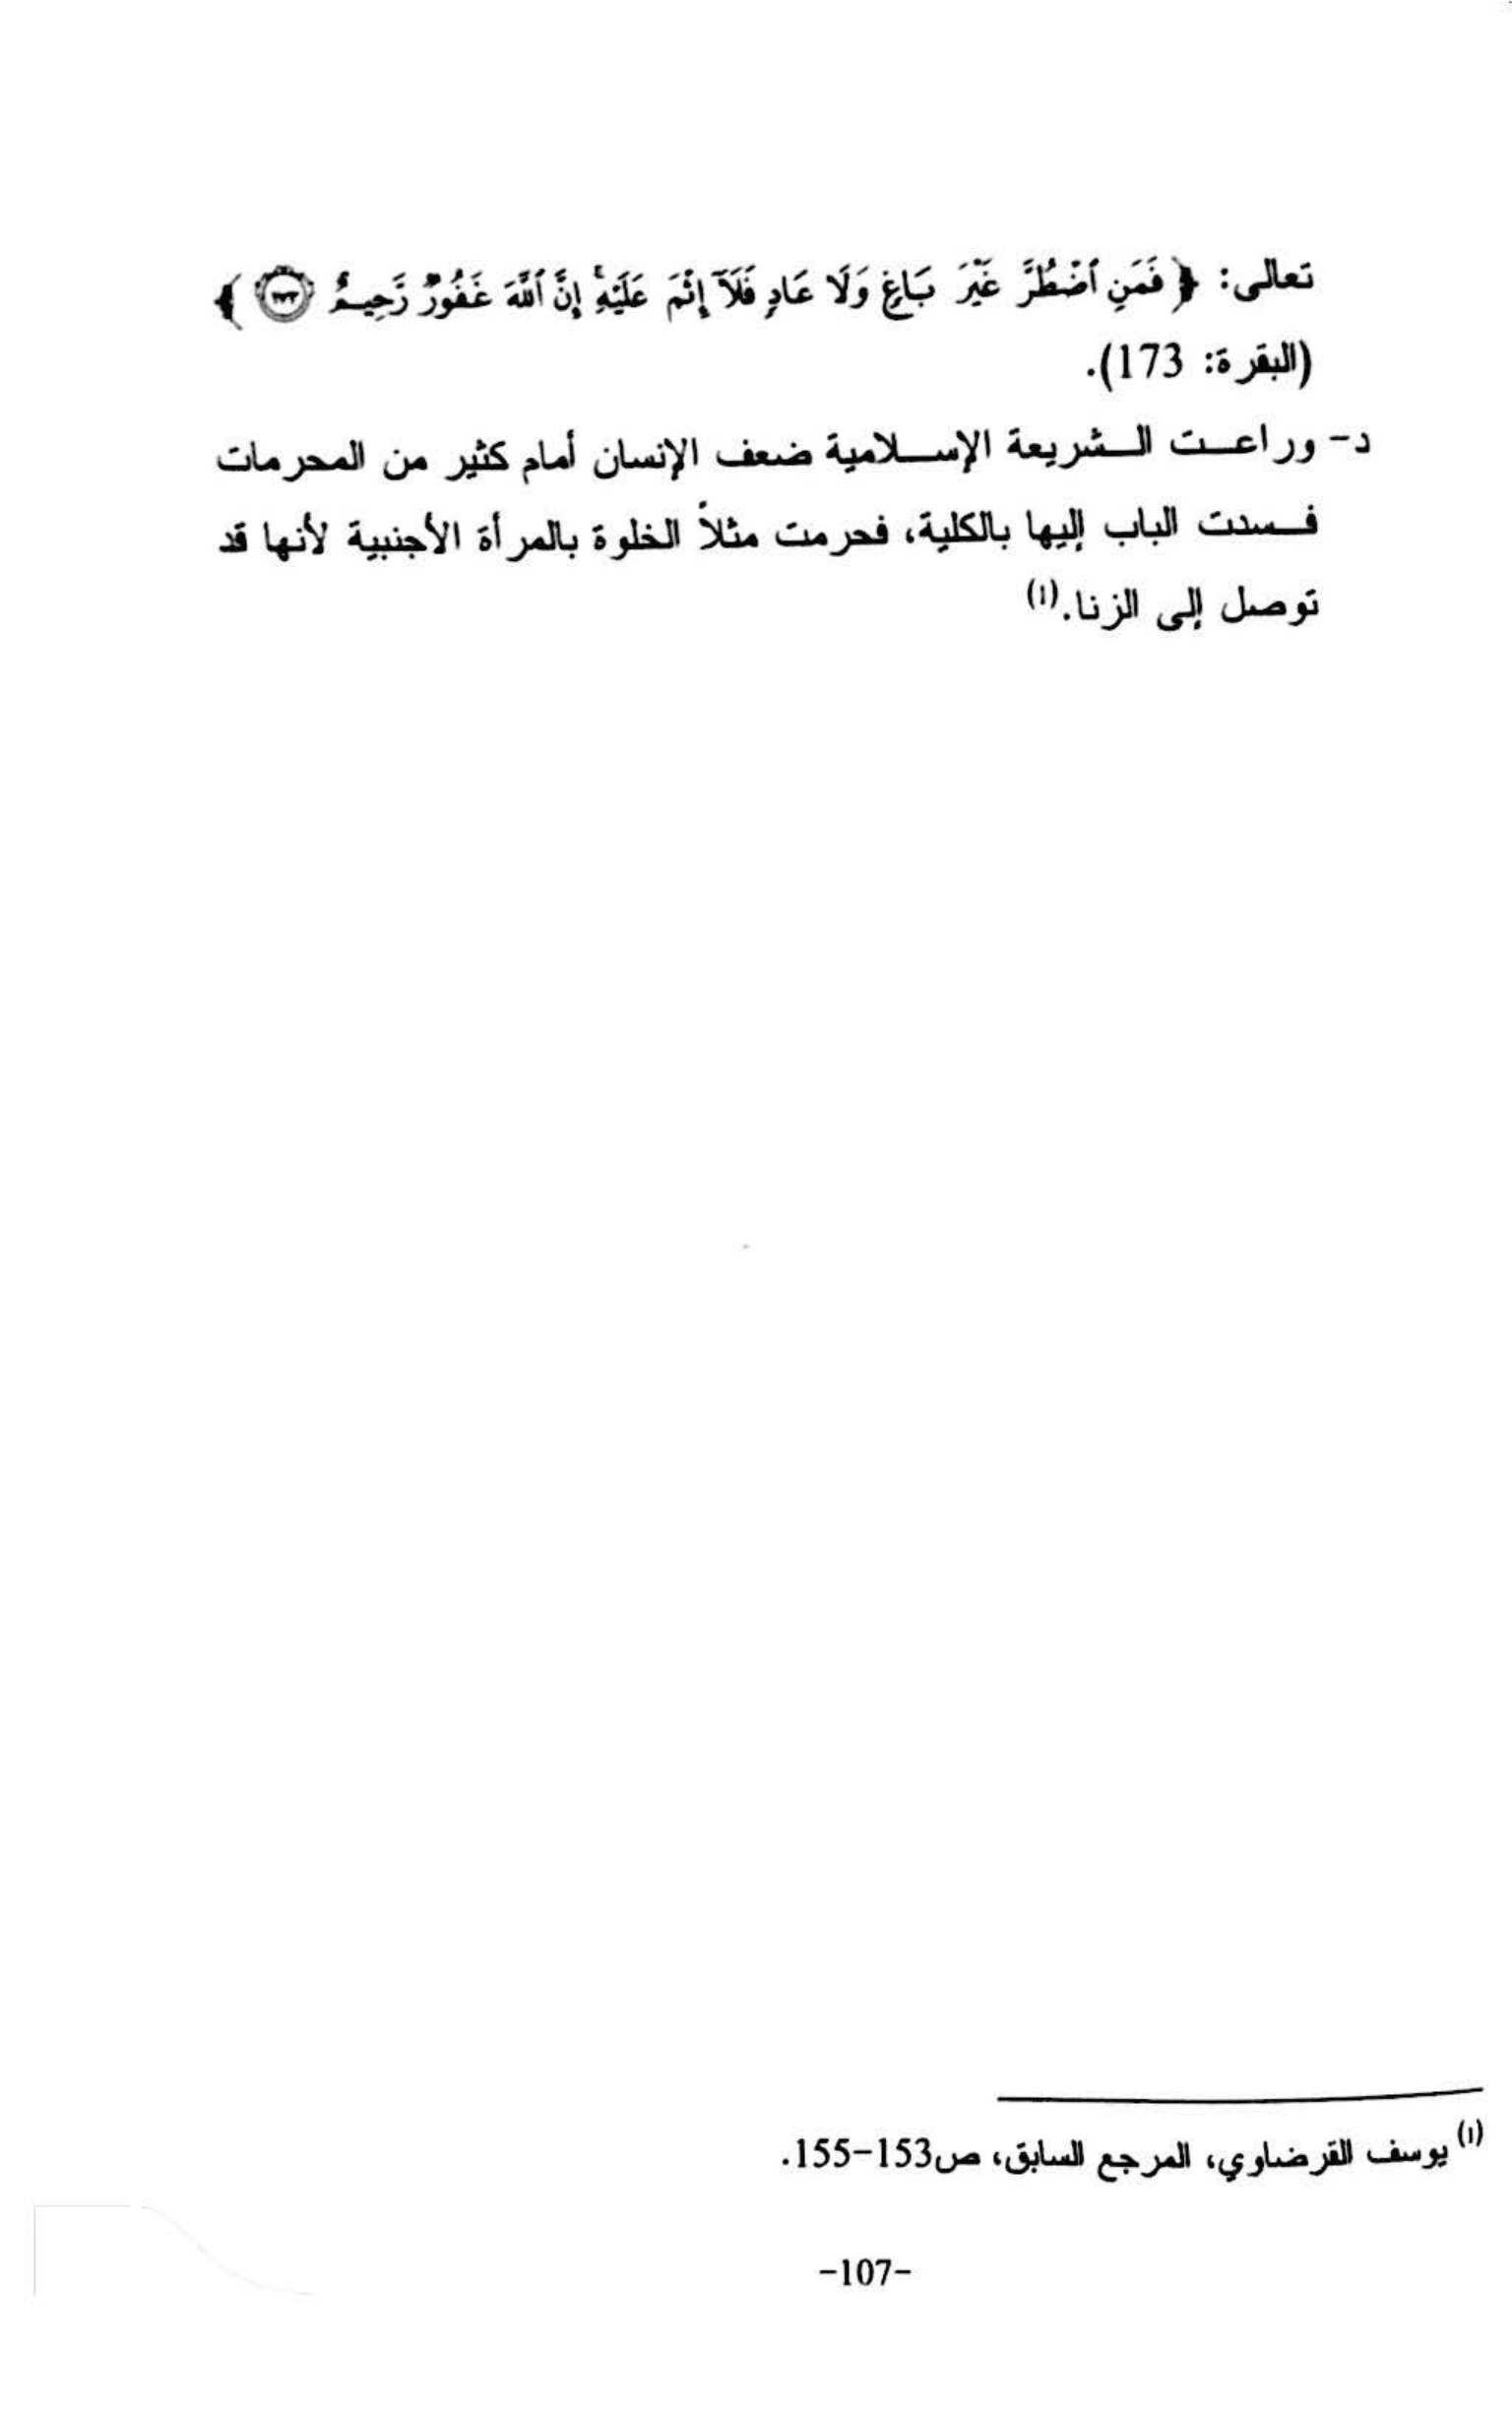 تعالى: ﴿ فَمَنِ ٱضْطُرَّ غَيْرَ بَاغٍ وَلَا عَادٍ فَلَآ إِثْمَ عَلَيْهِ ۚ إِنَّ ٱللَّهَ غَفُورٌ رَّحِيمٌ ﴿١٧٣﴾ ﴾
(البقرة: 173).
د- وراعت الشريعة الإسلامية ضعف الإنسان أمام كثير من المحرمات
فسدت الباب إليها بالكلية، فحرمت مثلاً الخلوة بالمرأة الأجنبية لأنها قد
توصل إلى الزنا.(١)
(١) يوسف القرضاوي، المرجع السابق، ص153-155.
-107-